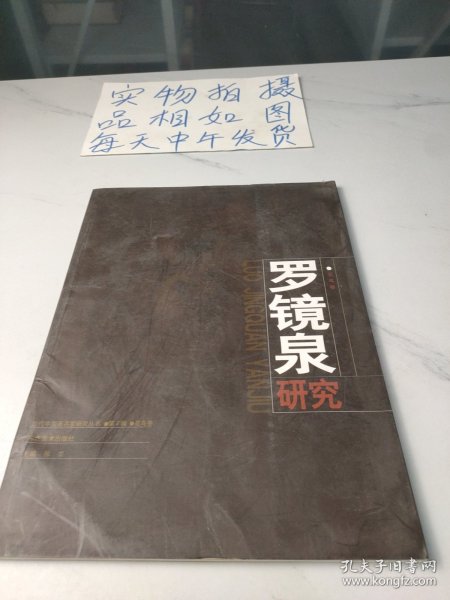 实物拍摄
品相如图
每天中午发货
罗镜泉
研究
LUO JINGQUAN YANJIU
孔夫子旧书网
www.kongfz.com